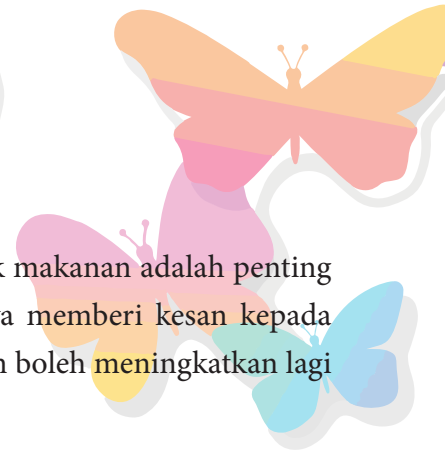 makanan adalah penting
memberi kesan kepada
boleh meningkatkan lagi